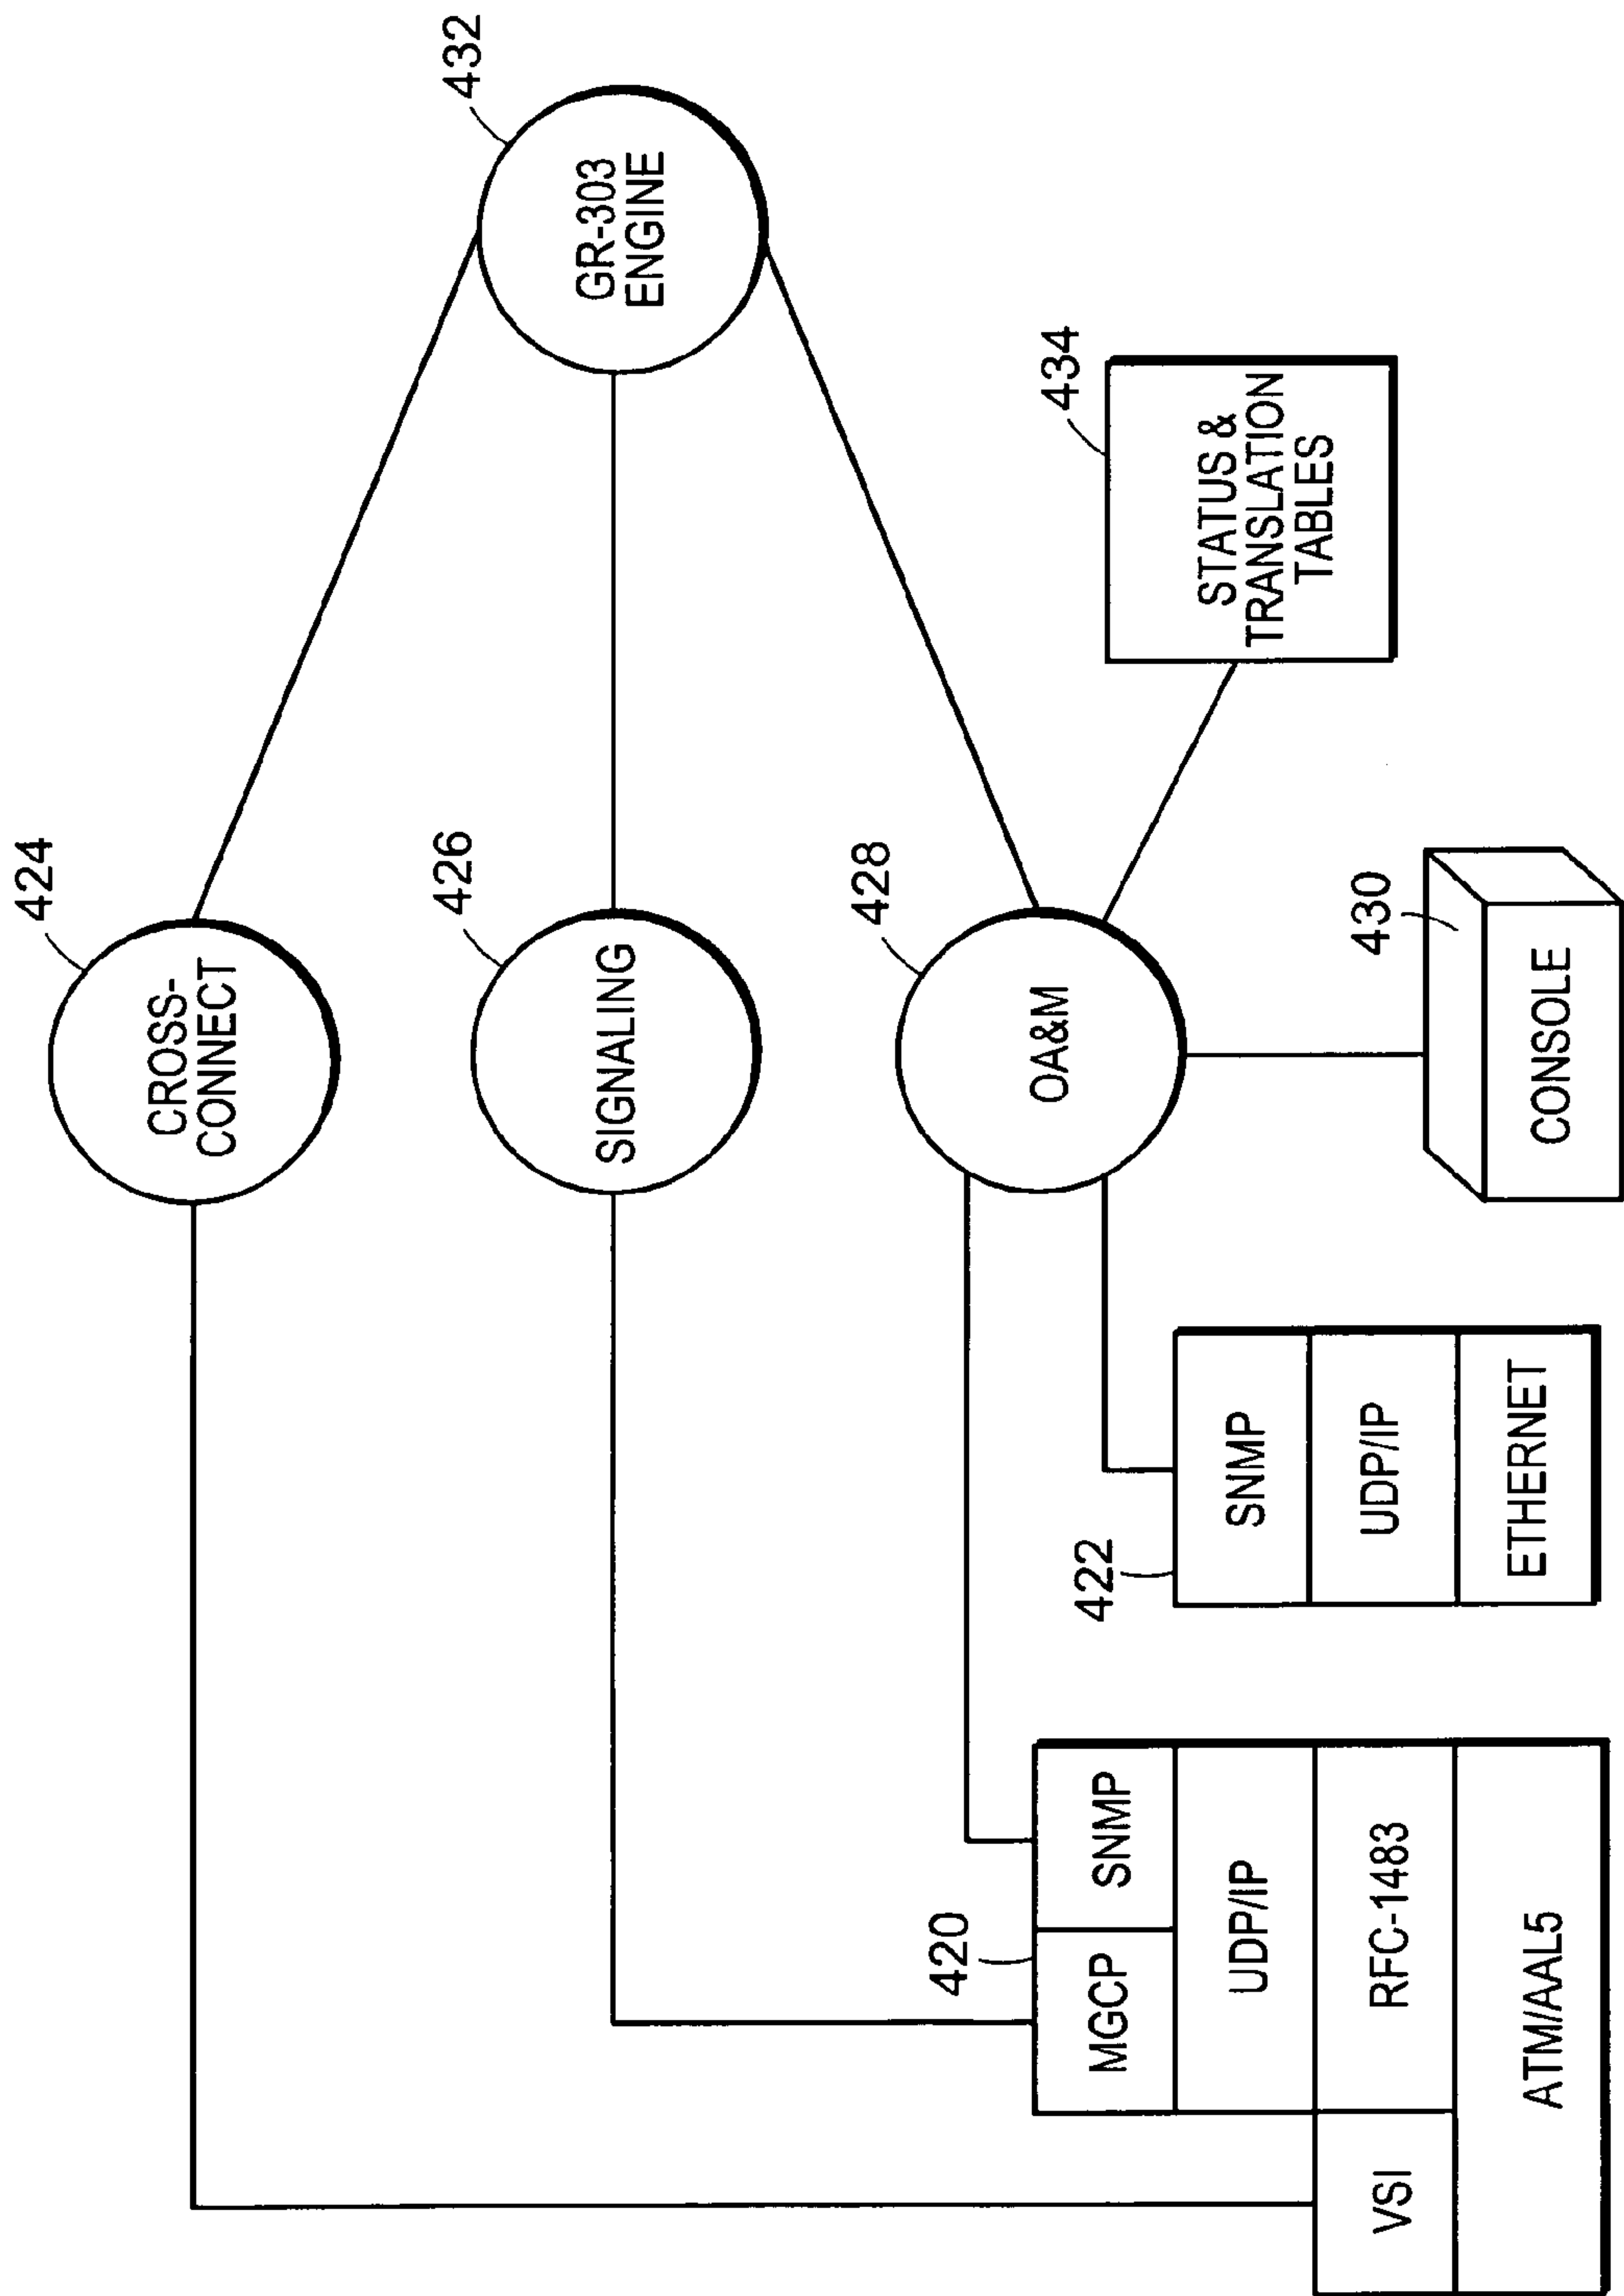 424
CROSS-
CONNECT
432
GR-303
ENGINE
426
SIGNALING
428
OA&M
434
STATUS &
TRANSLATION
TABLES
430
CONSOLE
422
SNMP
UDP/IP
ETHERNET
420
MGCP
SNMP
UDP/IP
VSI
RFC-1483
ATM/AAL5